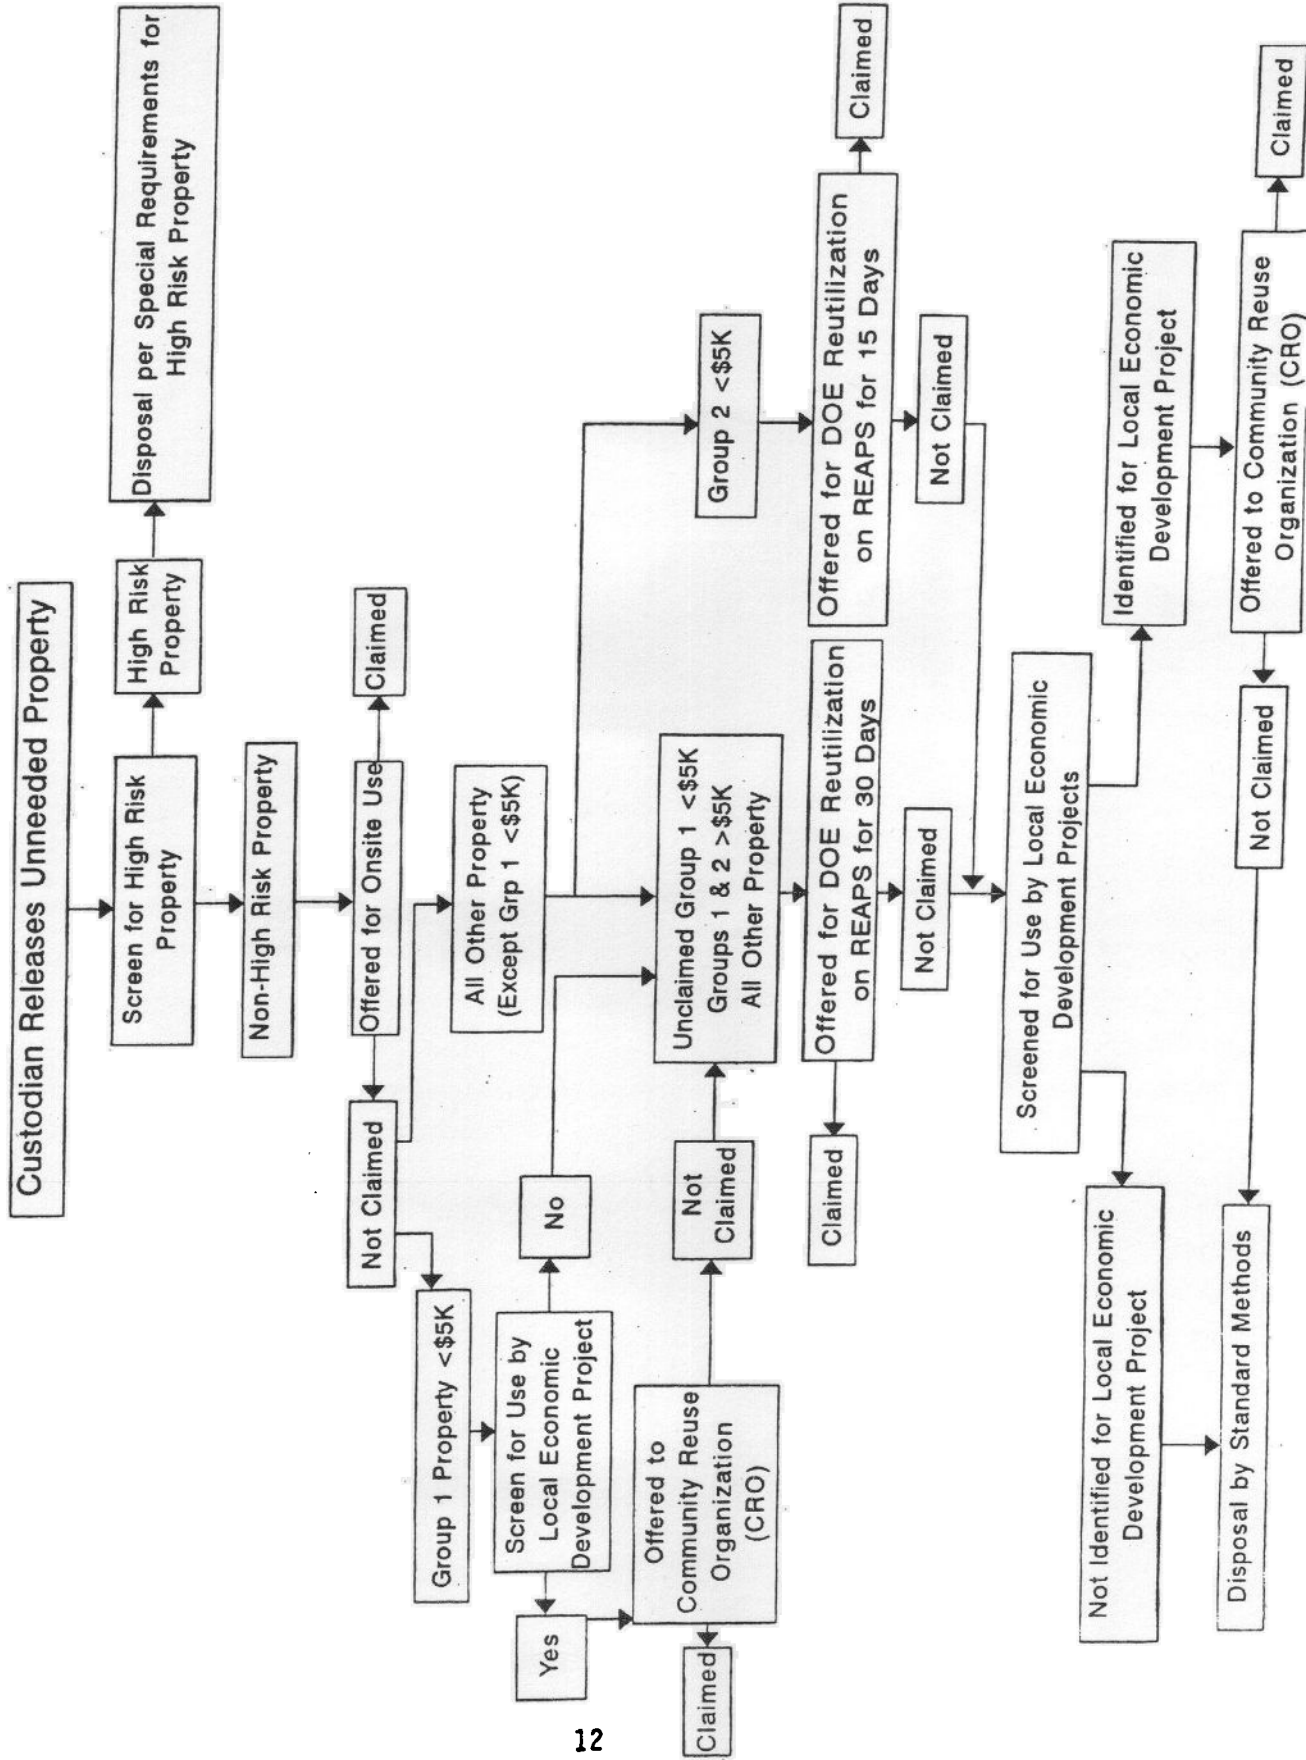 Custodian Releases Unneeded Property
Screen for High Risk
Property
High Risk
Property
Disposal per Special Requirements for
High Risk Property
Non-High Risk Property
Offered for Onsite Use
Claimed
Not Claimed
Group 1 Property <$5K
All Other Property
(Except Grp 1 <$5K)
Screen for Use by
Local Economic
Development Project
Yes
No
Offered to
Community Reuse
Organization
(CRO)
Claimed
Not
Claimed
Unclaimed Group 1 <$5K
Groups 1 & 2 >$5K
All Other Property
Group 2 <$5K
Offered for DOE Reutilization
on REAPS for 30 Days
Claimed
Not Claimed
Offered for DOE Reutilization
on REAPS for 15 Days
Claimed
Not Claimed
Screened for Use by Local Economic
Development Projects
Not Identified for Local Economic
Development Project
Identified for Local Economic
Development Project
Disposal by Standard Methods
Not Claimed
Offered to Community Reuse
Organization (CRO)
Claimed
12